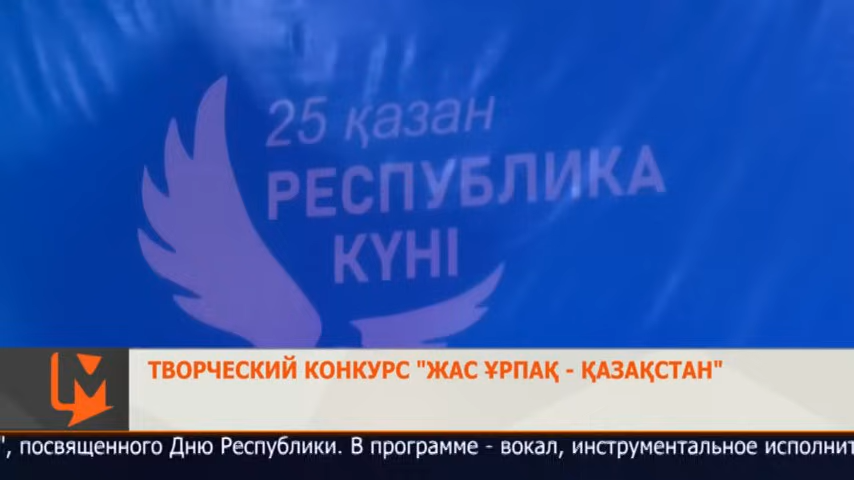 25 қазан
РЕСПУБЛИКА
КҮНІ
ТВОРЧЕСКИЙ КОНКУРС "ЖАС ҰРПАҚ - ҚАЗАҚСТАН"
", посвященного Дню Республики. В программе - вокал, инструментальное исполнит